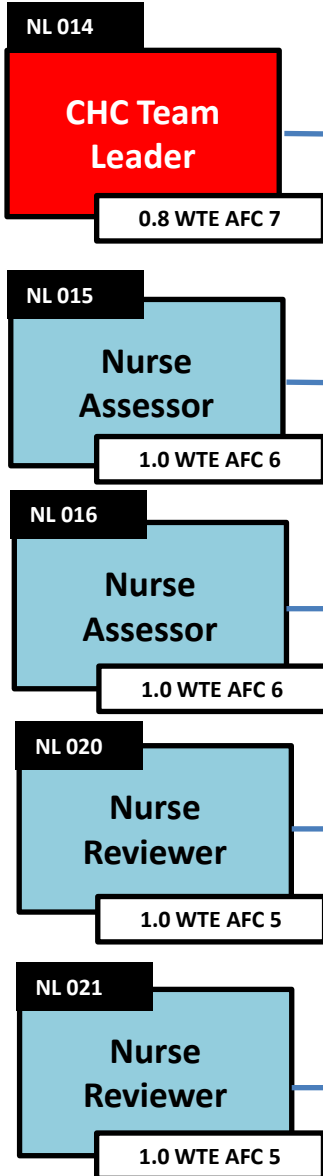 NL 014
CHC Team
Leader
0.8 WTE AFC 7
NL 015
Nurse
Assessor
1.0 WTE AFC 6
NL 016
Nurse
Assessor
1.0 WTE AFC 6
NL 020
Nurse
Reviewer
1.0 WTE AFC 5
NL 021
Nurse
Reviewer
1.0 WTE AFC 5